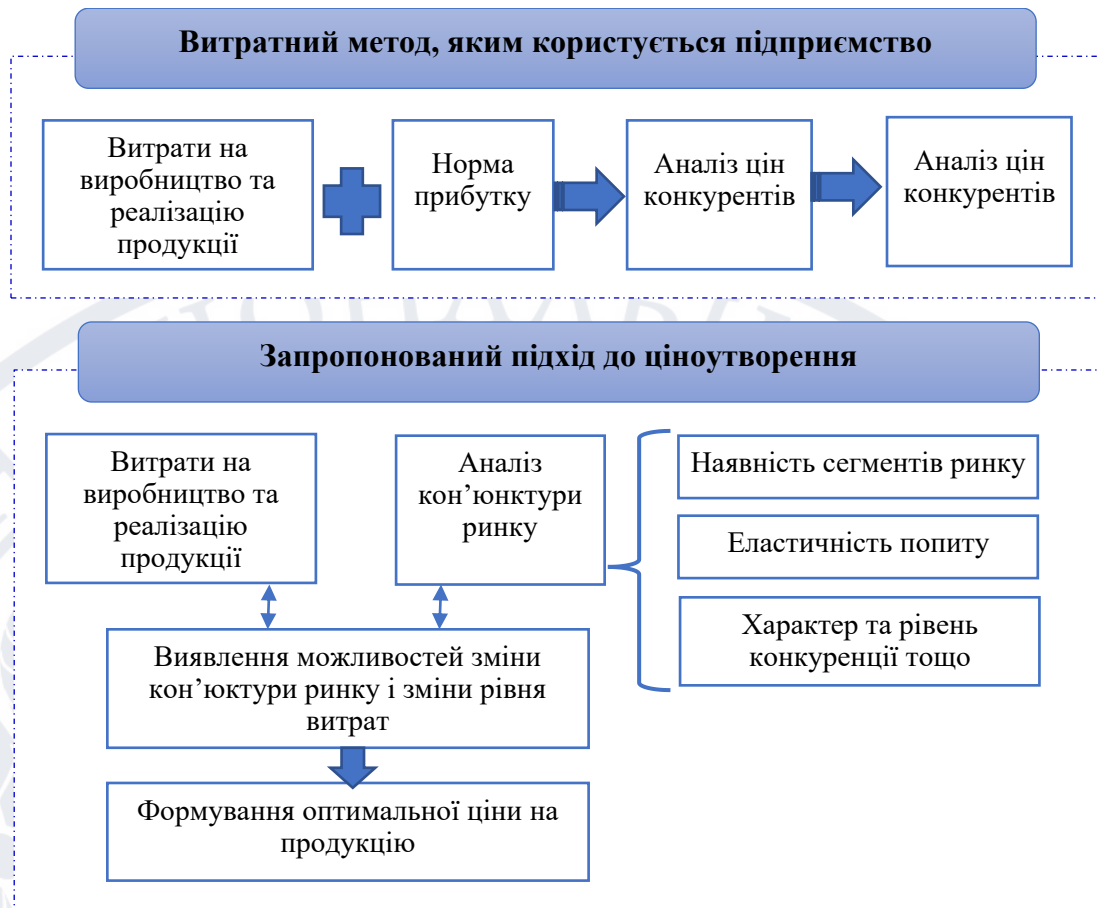 Витратний метод, яким користується підприємство
Витрати на
виробництво та
реалізацію
продукції
Норма
прибутку
Аналіз цін
конкурентів
Аналіз цін
конкурентів
Запропонований підхід до ціноутворення
Витрати на
виробництво та
реалізацію
продукції
Аналіз
кон’юнктури
ринку
Наявність сегментів ринку
Еластичність попиту
Характер та рівень
конкуренції тощо
Виявлення можливостей зміни
кон’юктури ринку і зміни рівня
витрат
Формування оптимальної ціни на
продукцію